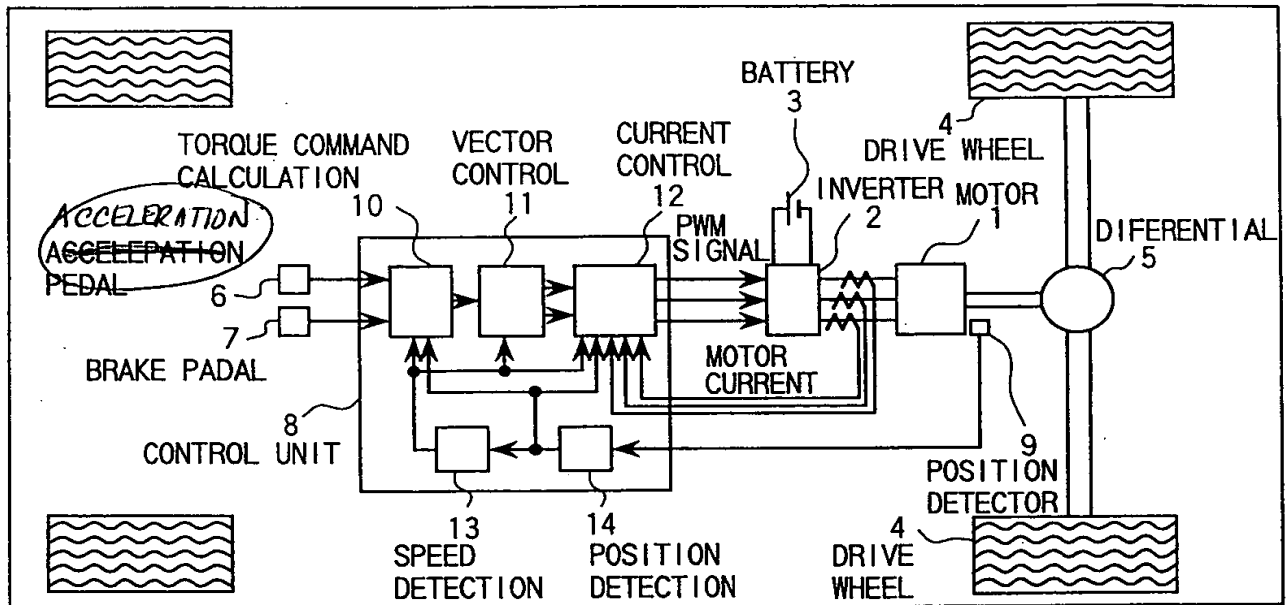 BATTERY
3
4
DRIVE WHEEL
TORQUE COMMAND
CALCULATION
10
VECTOR
CONTROL
11
CURRENT
CONTROL
12
PWM
SIGNAL
INVERTER
2
MOTOR
1
DIFERENTIAL
5
ACCELERATION
ACCELEPATION
PEDAL
6
7
BRAKE PADAL
MOTOR
CURRENT
8
CONTROL UNIT
9
POSITION
DETECTOR
13
SPEED
DETECTION
14
POSITION
DETECTION
4
DRIVE
WHEEL